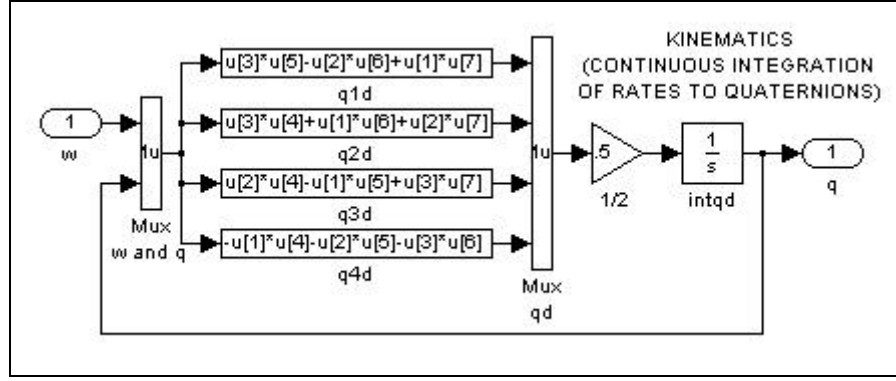 KINEMATICS
(CONTINUOUS INTEGRATION
OF RATES TO QUATERNIONS)
u[3]*u[5]-u[2]*u[6]+u[1]*u[7]
q1d
1
w
u[3]*u[4]+u[1]*u[6]+u[2]*u[7]
q2d
1u
1u
.5
1
s
1
q
1/2
intqd
u[2]*u[4]-u[1]*u[5]+u[3]*u[7]
q3d
Mux
w and q
-u[1]*u[4]-u[2]*u[5]-u[3]*u[6]
q4d
Mux
qd